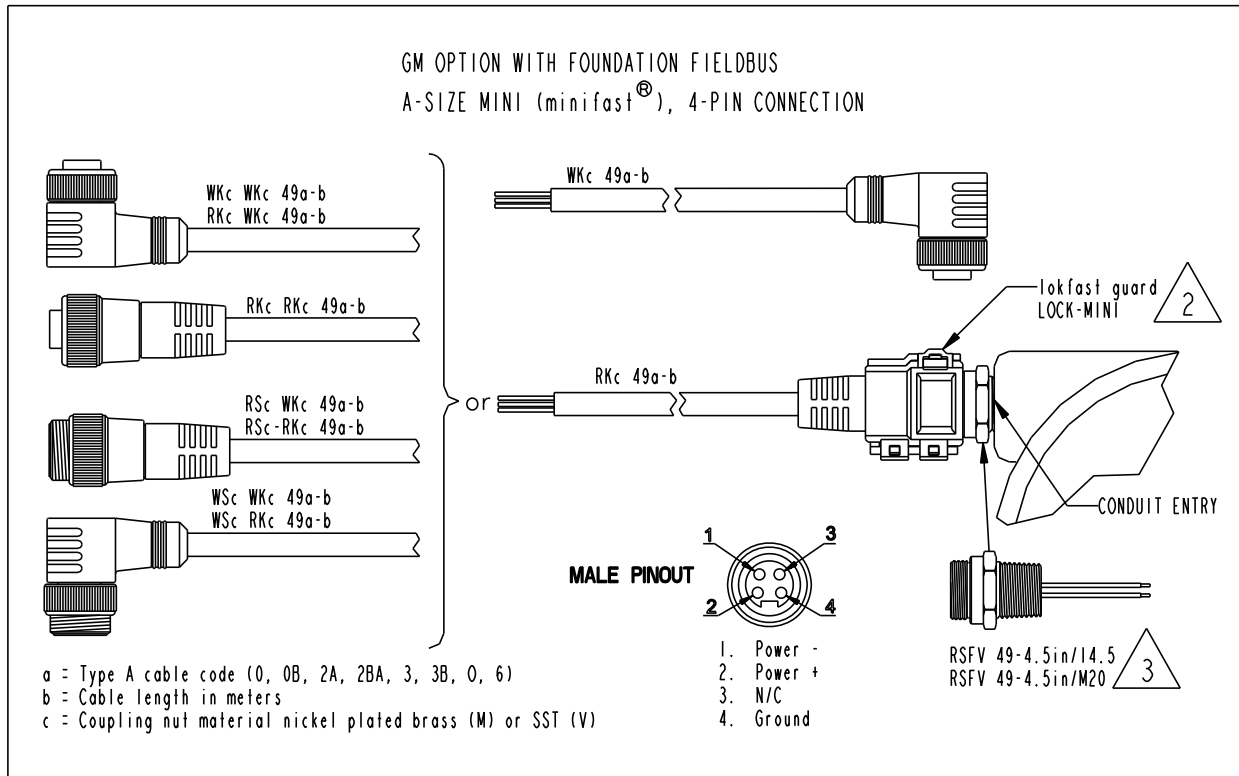 GM OPTION WITH FOUNDATION FIELDBUS
A-SIZE MINI (minifast®), 4-PIN CONNECTION
WKc WKc 49a-b
RKc WKc 49a-b
RKc RKc 49a-b
RSc WKc 49a-b
RSc-RKc 49a-b
WSc WKc 49a-b
WSc RKc 49a-b
or
WKc 49a-b
lokfast guard
LOCK-MINI
2
RKc 49a-b
CONDUIT ENTRY
MALE PINOUT
1
3
2
4
1. Power -
2. Power +
3. N/C
4. Ground
RSFV 49-4.5in/14.5
RSFV 49-4.5in/M20
3
a = Type A cable code (0, 0B, 2A, 2BA, 3, 3B, O, 6)
b = Cable length in meters
c = Coupling nut material nickel plated brass (M) or SST (V)